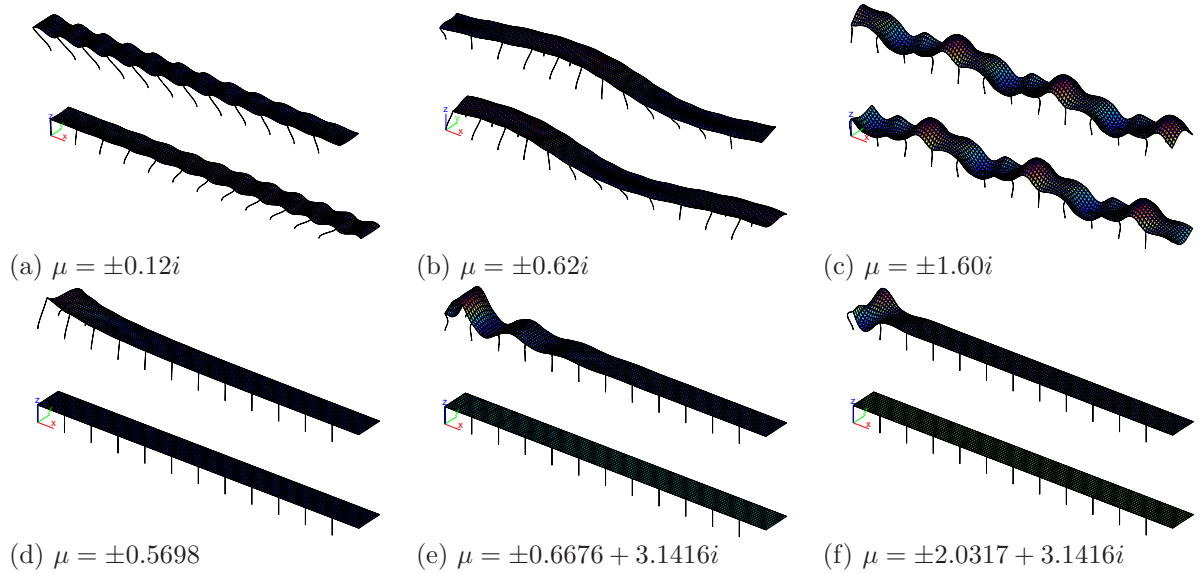 z
x
z
y
x
z
x
(a) μ = ±0.12i
(b) μ = ±0.62i
(c) μ = ±1.60i
z
x
z
x
z
x
(d) μ = ±0.5698
(e) μ = ±0.6676 + 3.1416i
(f) μ = ±2.0317 + 3.1416i